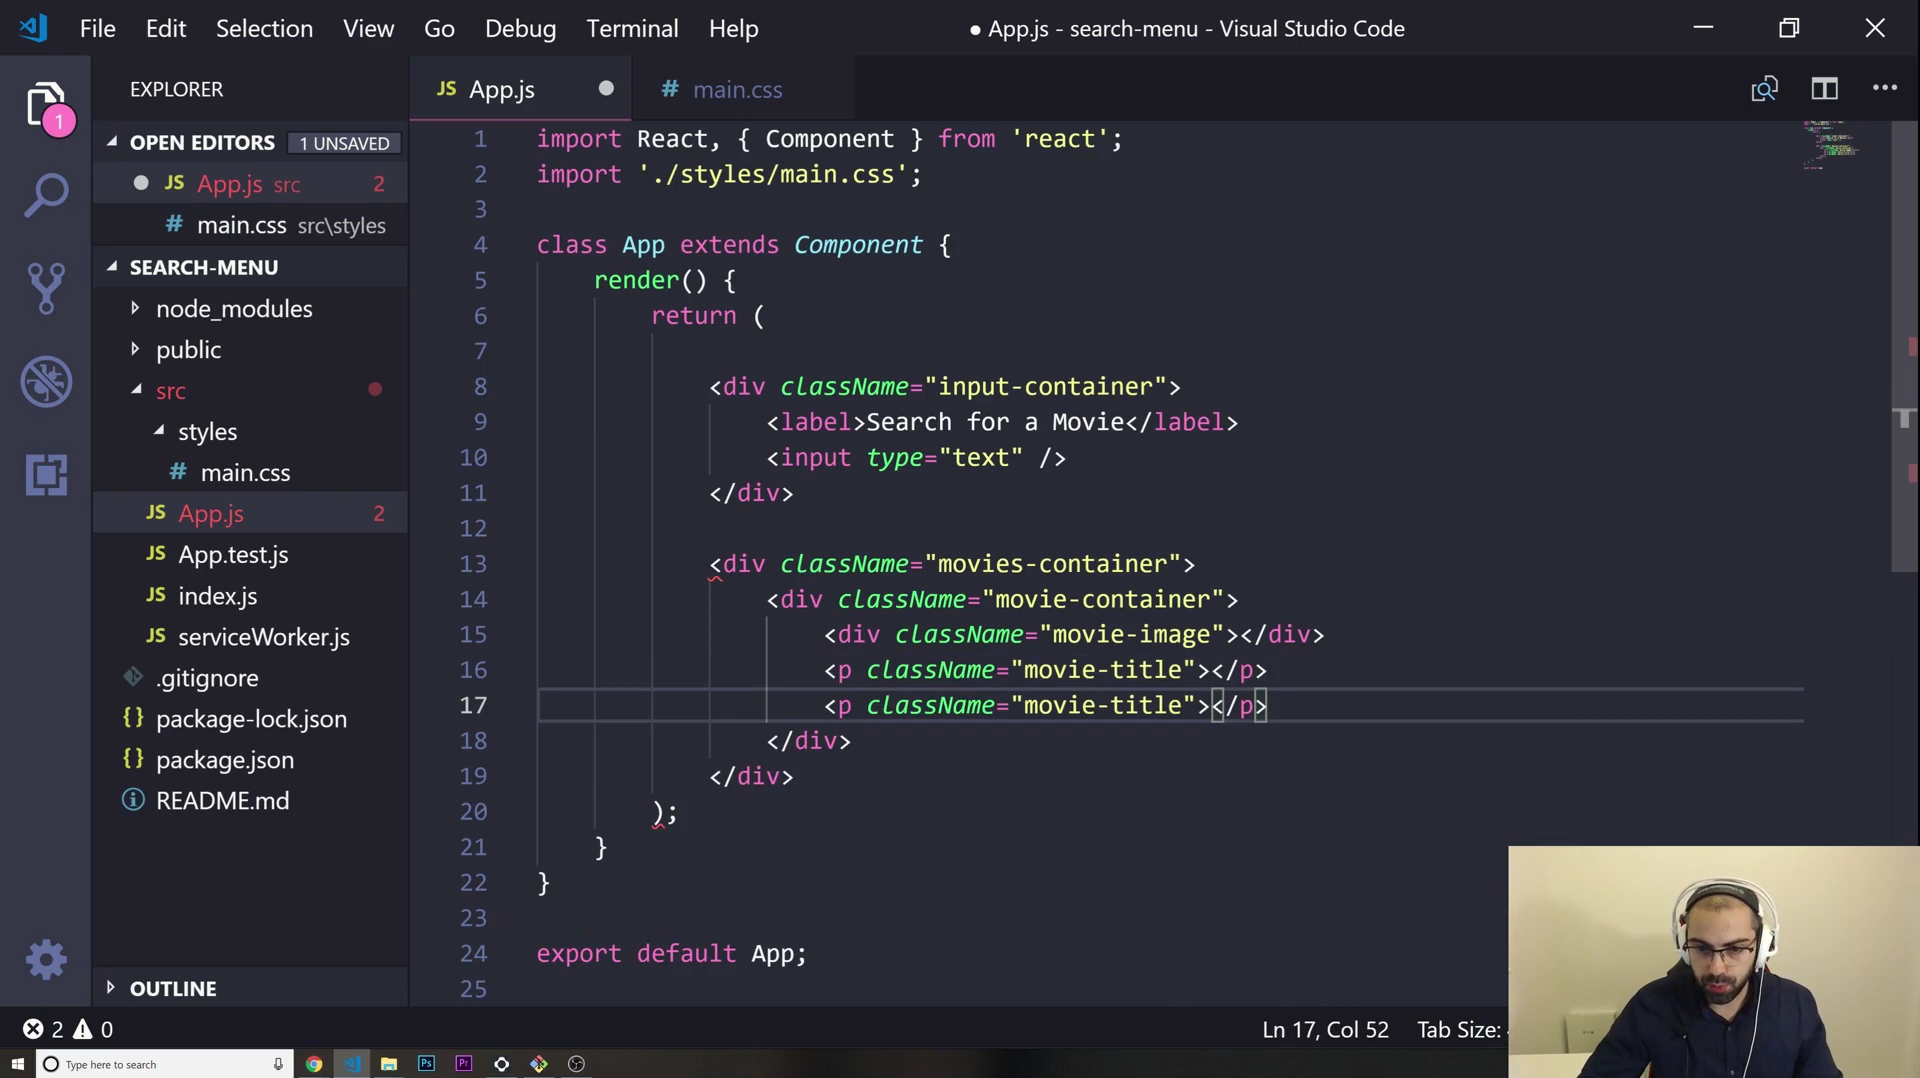 File Edit Selection View Go Debug Terminal Help ● App.js - search-menu - Visual Studio Code
EXPLORER
JS App.js
# main.css
1
OPEN EDITORS 1 UNSAVED
JS App.js src 2
# main.css src\styles
SEARCH-MENU
node_modules
public
src
styles
# main.css
JS App.js 2
JS App.test.js
JS index.js
JS serviceWorker.js
.gitignore
{} package-lock.json
{} package.json
README.md
OUTLINE
1 import React, { Component } from 'react';
2 import './styles/main.css';
3
4 class App extends Component {
5 render() {
6 return (
7
8 <div className="input-container">
9 <label>Search for a Movie</label>
10 <input type="text" />
11 </div>
12
13 <div className="movies-container">
14 <div className="movie-container">
15 <div className="movie-image"></div>
16 <p className="movie-title"></p>
17 <p className="movie-title"></p>
18 </div>
19 </div>
20 );
21 }
22 }
23
24 export default App;
25
2 0 Ln 17, Col 52 Tab Size:
Type here to search Ps Pr